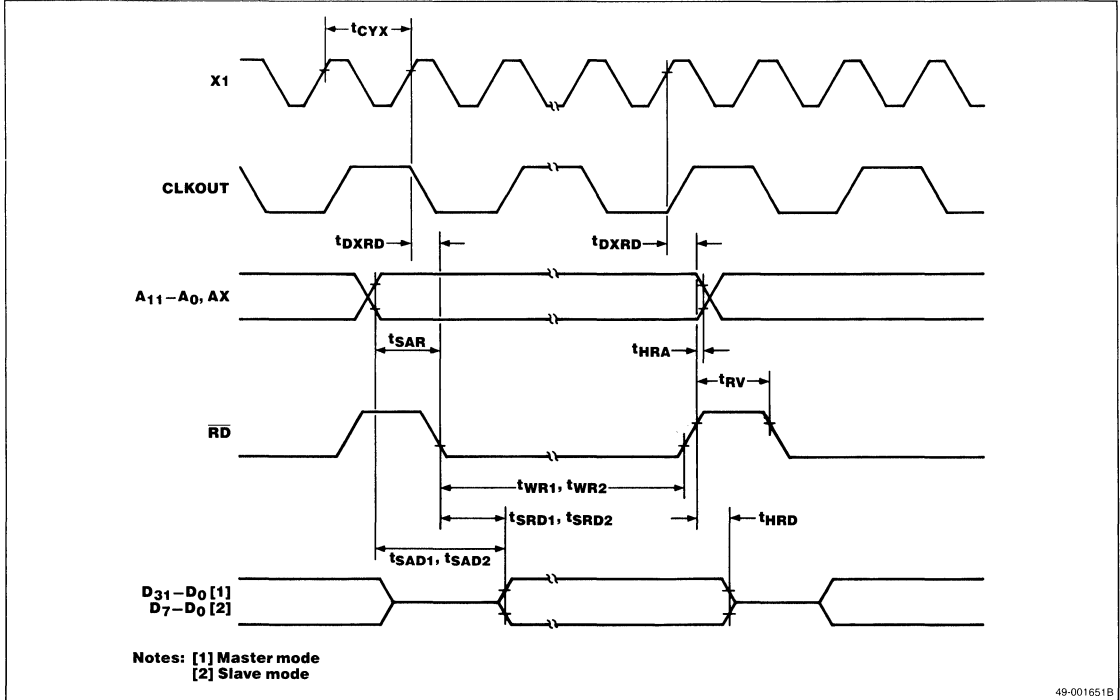 tCYX
X1
CLKOUT
tDXRD
tDXRD
A11–A0, AX
tSAR
tHRA
tRV
RD
tWR1, tWR2
tSRD1, tSRD2
tHRD
tSAD1, tSAD2
D31–D0 [1]
D7–D0 [2]
Notes: [1] Master mode
[2] Slave mode
49-001651B